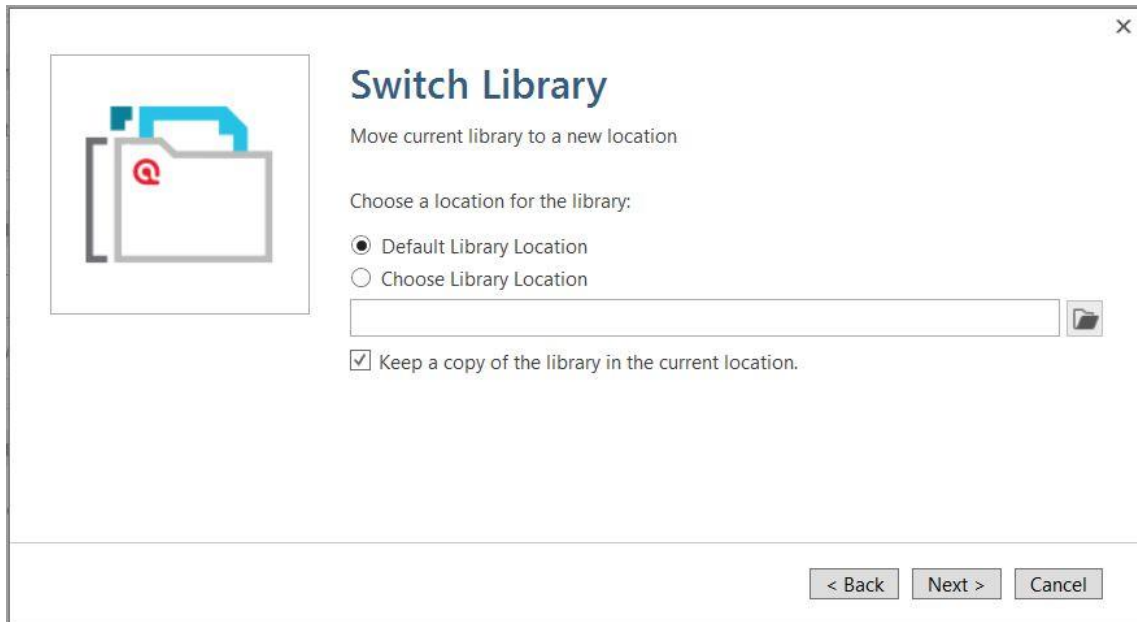 Switch Library
Move current library to a new location
Choose a location for the library:
Default Library Location
Choose Library Location
Keep a copy of the library in the current location.
< Back Next > Cancel